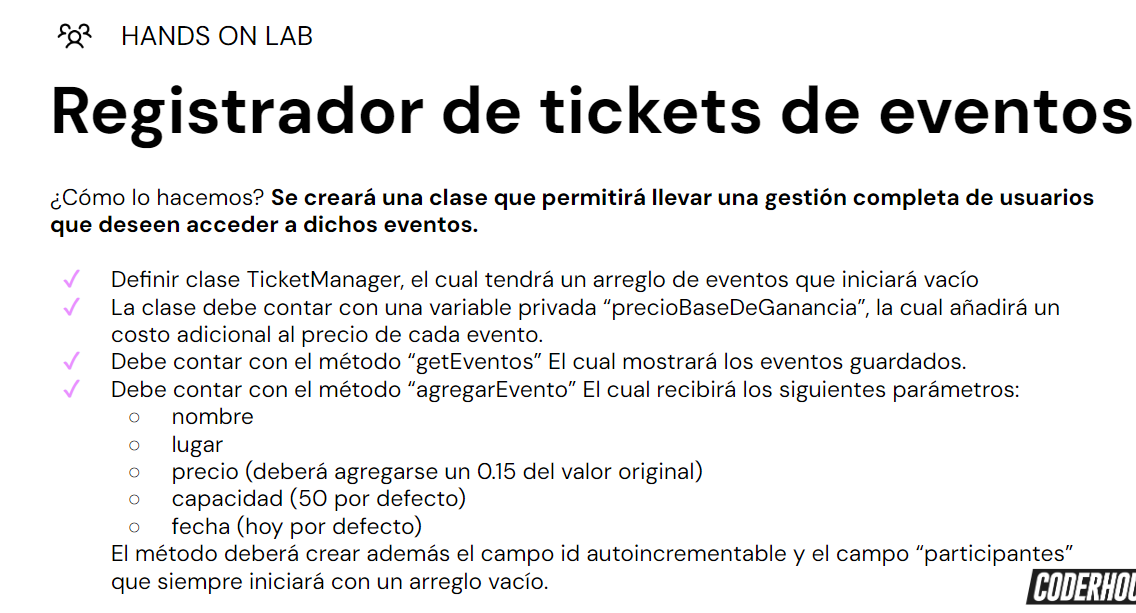 HANDS ON LAB
Registrador de tickets de eventos
¿Cómo lo hacemos? Se creará una clase que permitirá llevar una gestión completa de usuarios
que deseen acceder a dichos eventos.
✓ Definir clase TicketManager, el cual tendrá un arreglo de eventos que iniciará vacío
✓ La clase debe contar con una variable privada “precioBaseDeGanancia”, la cual añadirá un
costo adicional al precio de cada evento.
✓ Debe contar con el método “getEventos” El cual mostrará los eventos guardados.
✓ Debe contar con el método “agregarEvento” El cual recibirá los siguientes parámetros:
○ nombre
○ lugar
○ precio (deberá agregarse un 0.15 del valor original)
○ capacidad (50 por defecto)
○ fecha (hoy por defecto)
El método deberá crear además el campo id autoincrementable y el campo “participantes”
que siempre iniciará con un arreglo vacío.